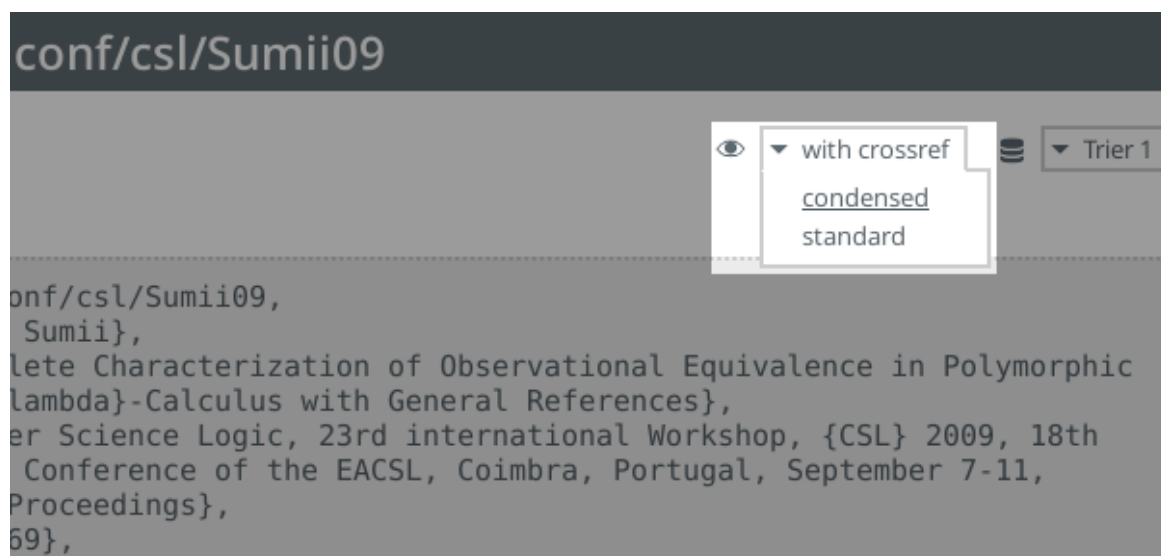 conf/csl/Sumii09
with crossref
Trier 1
condensed
standard
onf/csl/Sumii09,
Sumii},
lete Characterization of Observational Equivalence in Polymorphic
lambda}-Calculus with General References},
er Science Logic, 23rd international Workshop, {CSL} 2009, 18th
Conference of the EACSL, Coimbra, Portugal, September 7-11,
Proceedings},
69},